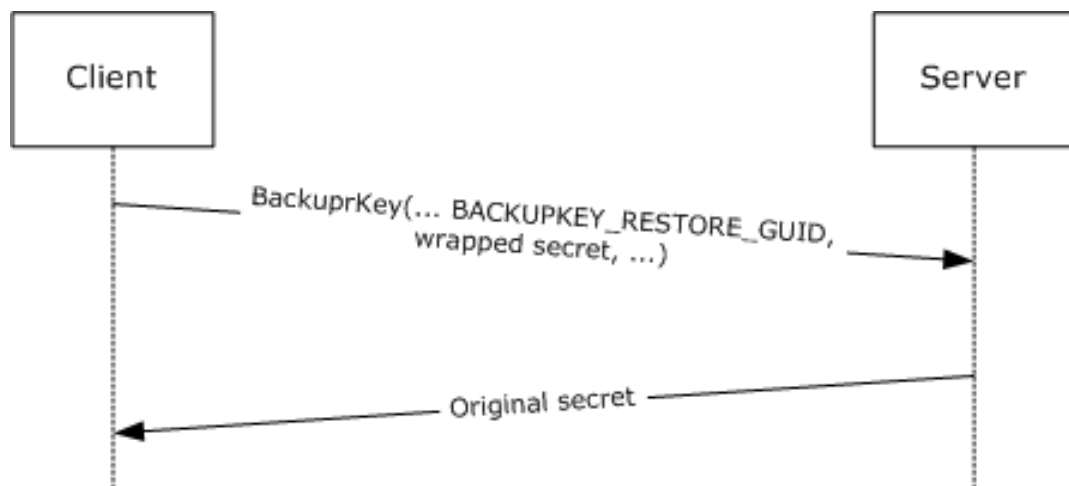 Client
Server
BackuprKey(... BACKUPKEY_RESTORE_GUID,
wrapped secret, ...)
Original secret